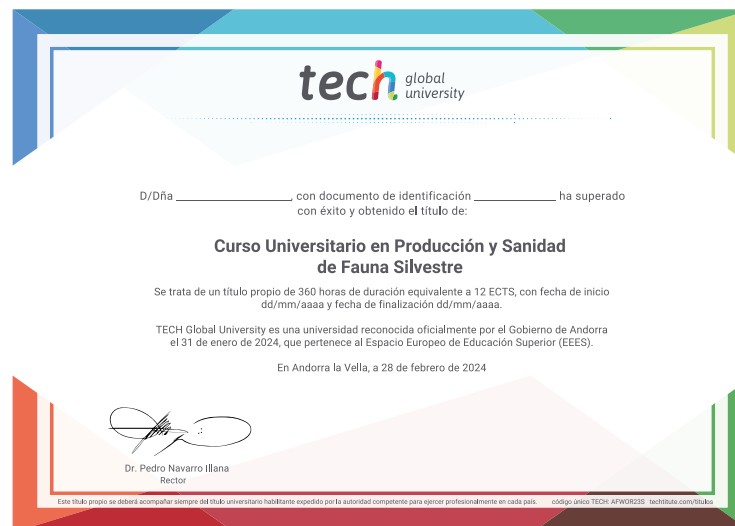 tech global
university
D/Dña ____________________, con documento de identificación ______________ ha superado
con éxito y obtenido el título de:
Curso Universitario en Producción y Sanidad
de Fauna Silvestre
Se trata de un título propio de 360 horas de duración equivalente a 12 ECTS, con fecha de inicio
dd/mm/aaaa y fecha de finalización dd/mm/aaaa.
TECH Global University es una universidad reconocida oficialmente por el Gobierno de Andorra
el 31 de enero de 2024, que pertenece al Espacio Europeo de Educación Superior (EEES).
En Andorra la Vella, a 28 de febrero de 2024
Dr. Pedro Navarro Illana
Rector
Este título propio se deberá acompañar siempre del título universitario habilitante expedido por la autoridad competente para ejercer profesionalmente en cada país. código único TECH: AFWOR23S techtitute.com/titulos